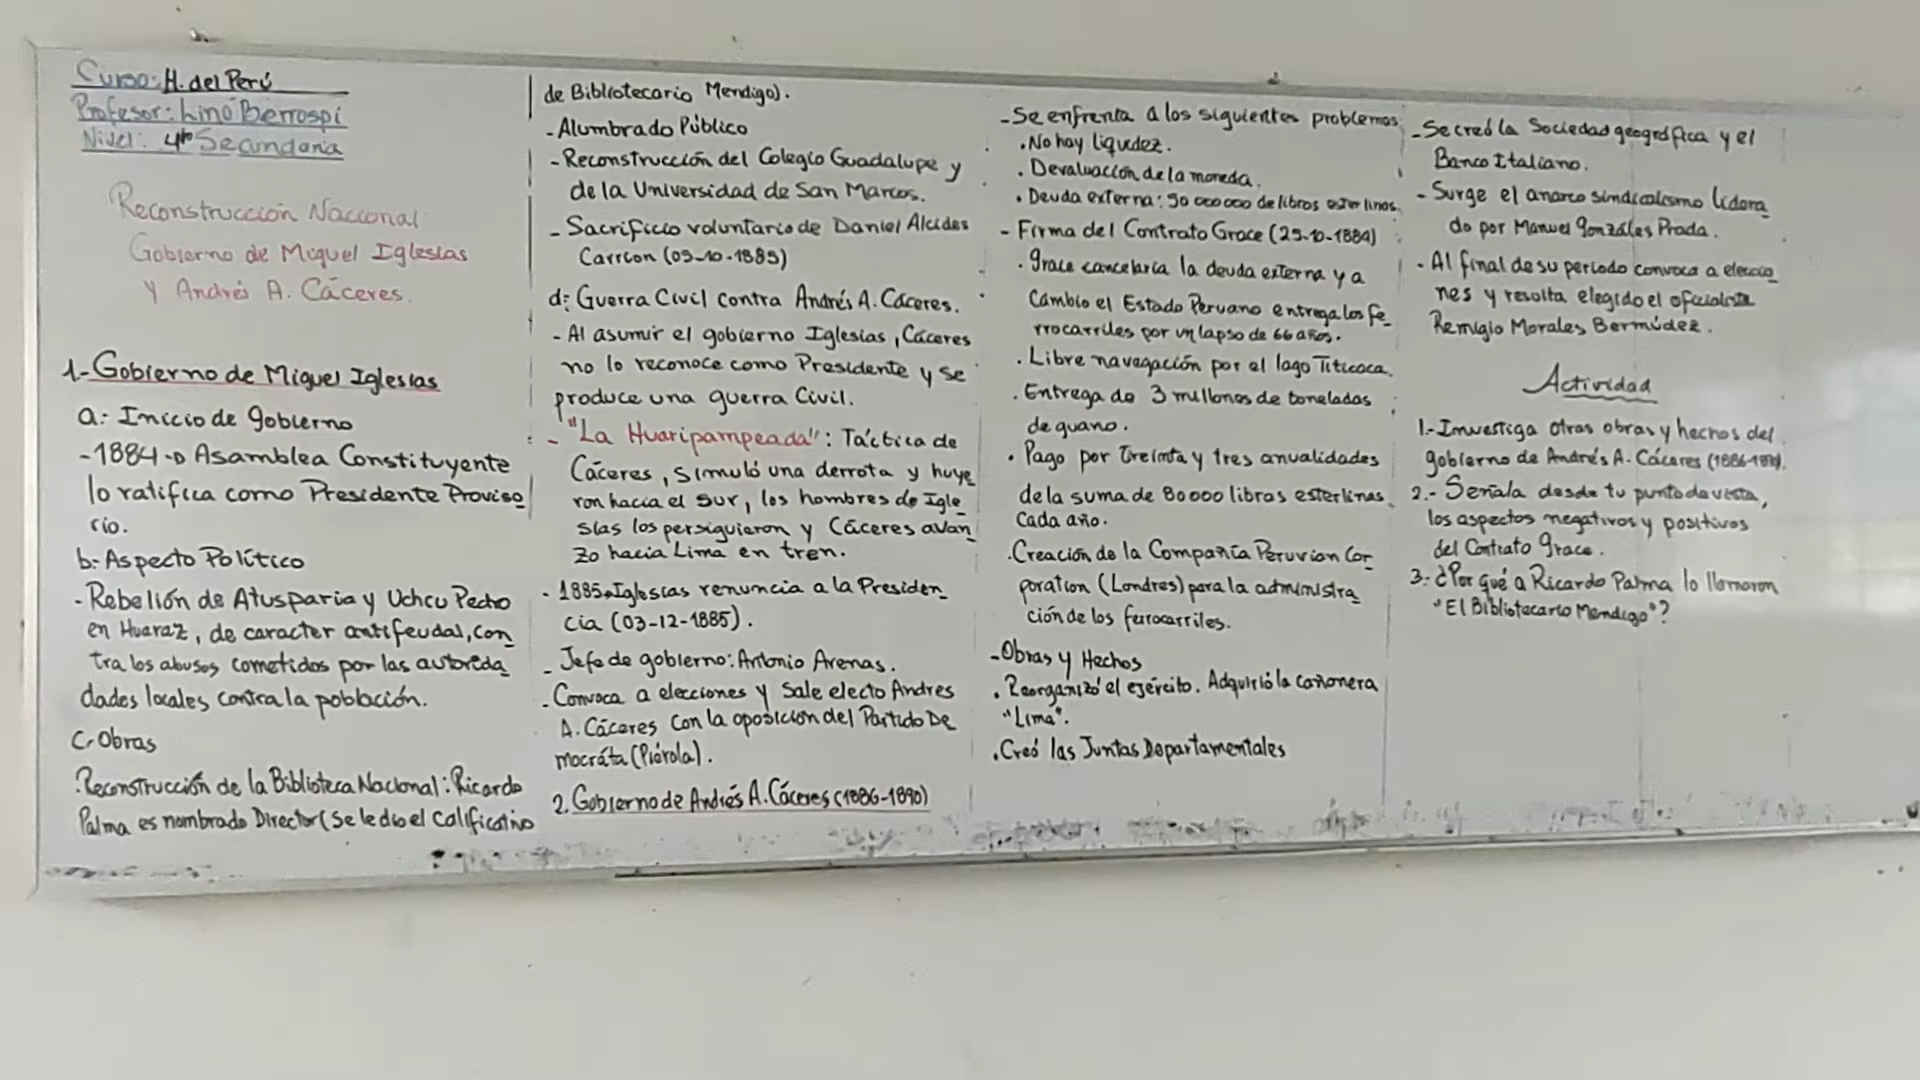 Curso: H. del Perú
Profesor: Lino Berrospi
Nivel: 4to Secundaria
Reconstrucción Nacional
Gobierno de Miguel Iglesias
y Andrés A. Cáceres.
1.- Gobierno de Miguel Iglesias
a: Inicio de gobierno
- 1884 → Asamblea Constituyente
lo ratifica como Presidente Proviso
rio.
b: Aspecto Político
- Rebelión de Atusparia y Uchcu Pedro
en Huaraz, de caracter antifeudal, con
tra los abusos cometidos por las autorida
dades locales contra la población.
C. Obras
. Reconstrucción de la Biblioteca Nacional: Ricardo
Palma es nombrado Director (Se le dio el calificativo
de Bibliotecario Mendigo).
- Alumbrado Público
- Reconstrucción del Colegio Guadalupe y
de la Universidad de San Marcos.
- Sacrificio voluntario de Daniel Alcides
Carrion (05-10-1885)
d: Guerra Civil contra Andrés A. Cáceres.
- Al asumir el gobierno Iglesias, Cáceres
no lo reconoce como Presidente y se
produce una guerra Civil.
- "La Huaripampeada": Táctica de
Cáceres, simuló una derrota y huye
ron hacia el sur, los hombres de Igle
sias los persiguieron y Cáceres avan
zo hacia Lima en tren.
- 1885 → Iglesias renuncia a la Presiden
cia (03-12-1885).
- Jefe de gobierno: Antonio Arenas.
- Convoca a elecciones y sale electo Andres
A. Cáceres con la oposición del Partido De
mocráta (Piérola).
2. Gobierno de Andrés A. Cáceres (1886-1890)
- Se enfrenta a los siguientes problemas
. No hay liquidez.
. Devaluación de la moneda.
. Deuda externa: 50 000 000 de libras esterlinas.
- Firma del Contrato Grace (25-10-1889)
. Grace cancelaria la deuda externa y a
cambio el Estado Peruano entrega los fe
rrocarriles por un lapso de 66 años.
. Libre navegación por el lago Titicaca.
. Entrega de 3 millones de toneladas
de guano.
. Pago por treinta y tres anualidades
de la suma de 80 000 libras esterlinas
cada año.
. Creación de la Compañía Peruvian Cor
poration (Londres) para la administra
ción de los ferrocarriles.
- Obras y Hechos
. Reorganizó el ejército. Adquirió la cañonera
"Lima".
. Creó las Juntas Departamentales
- Se creó la Sociedad geográfica y el
Banco Italiano.
- Surge el anarco sindicalismo lidera
do por Manuel Gonzáles Prada.
- Al final de su periodo convoca a eleccio
nes y resulta elegido el oficialista
Remigio Morales Bermúdez.
Actividad
1.- Investiga otras obras y hechos del
gobierno de Andrés A. Cáceres (1886-1890).
2.- Señala desde tu punto de vista,
los aspectos negativos y positivos
del Contrato Grace.
3: ¿Por qué a Ricardo Palma lo llamaron
"El Bibliotecario Mendigo"?